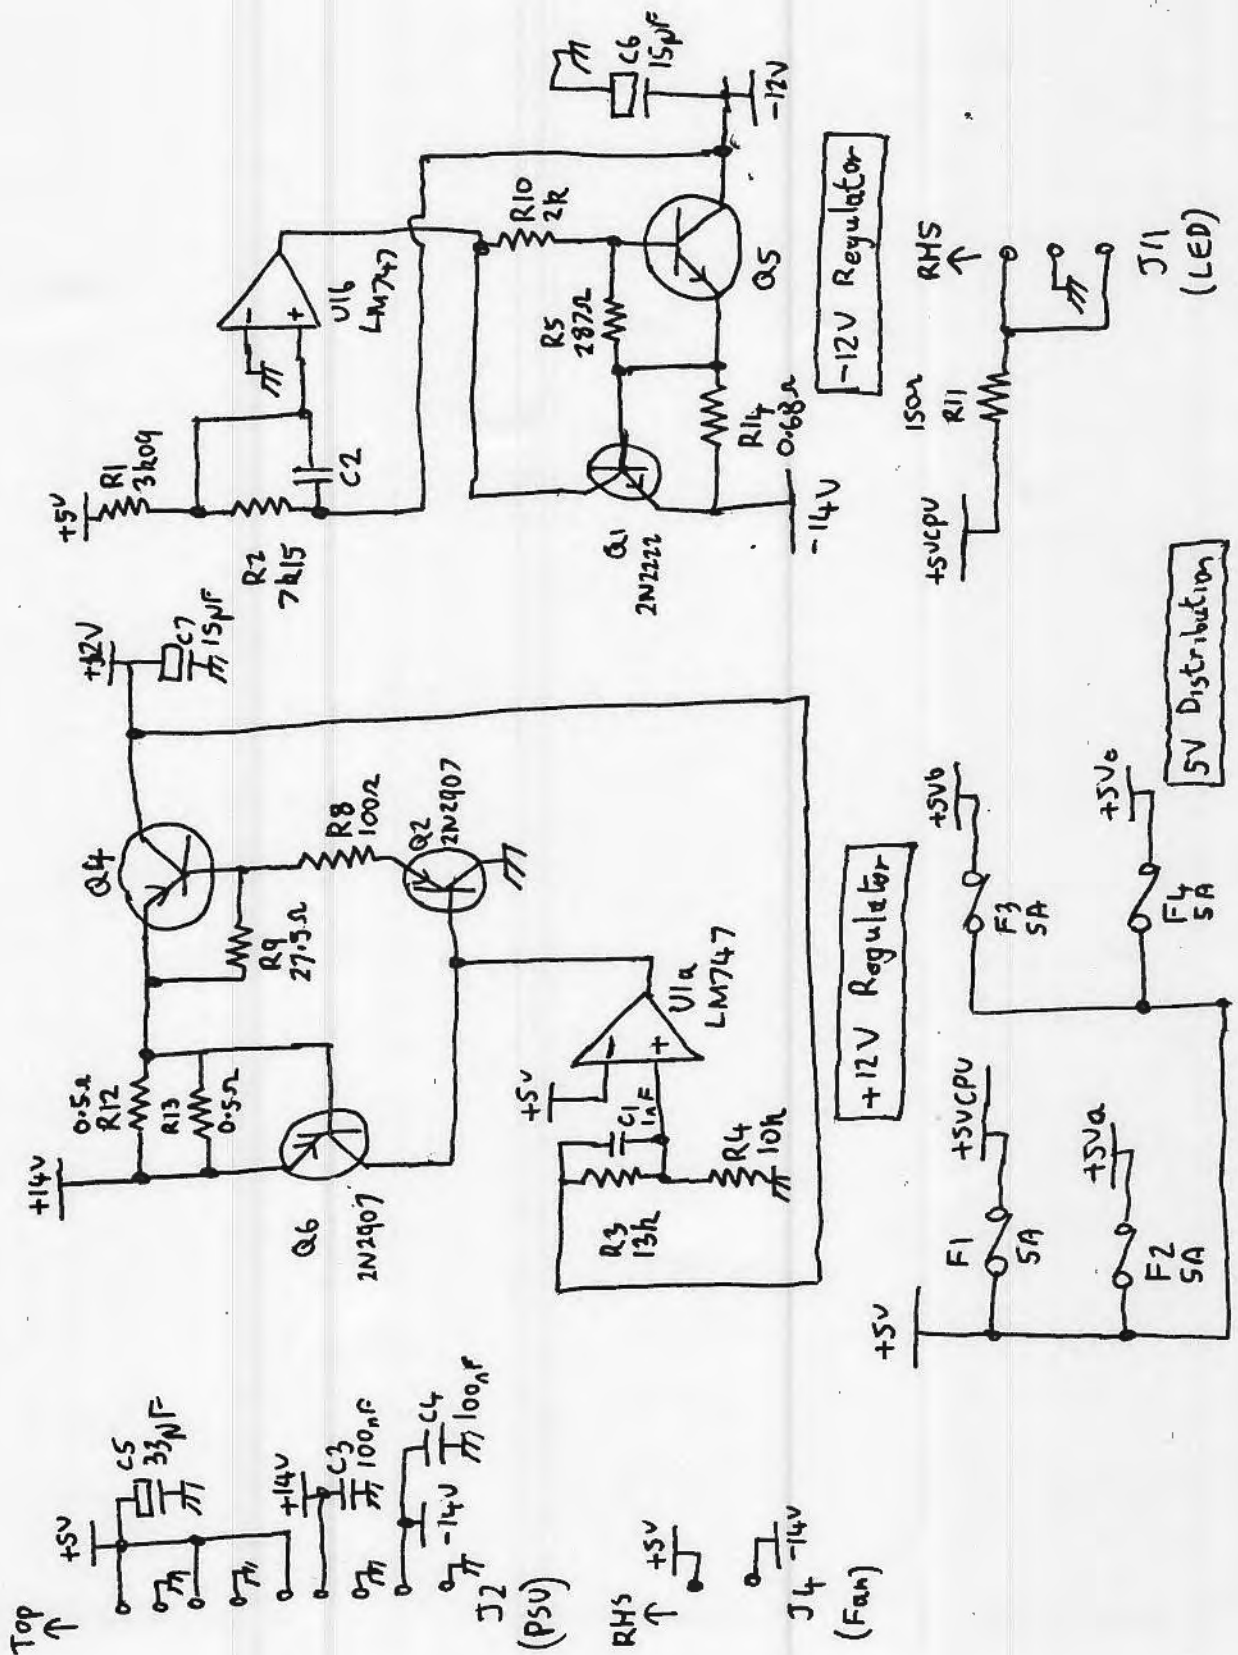 Top
↑
+5V
C5
33µF
+14V
C3
100nF
-14V
C4
100nF
J2
(PSU)
RHS
↑
+5V
-14V
J4
(Fan)
+14V
0.5Ω
R12
R13
0.5Ω
Q6
2N2907
Q4
R9
27.5Ω
R8
100Ω
Q2
2N2907
+12V
C7
15µF
+5V
-
+
U1a
LM747
C1
1nF
R3
13k
R4
10k
+12V Regulator
+5V
R1
3k09
R2
7k15
C2
-
+
U1b
LM747
R10
2k
R5
287Ω
Q5
Q1
2N2222
R14
0.68Ω
-14V
C6
15µF
-12V
-12V Regulator
+5V
F1
5A
+5VCPU
F2
5A
+5Va
F3
5A
+5Vb
F4
5A
+5Vc
5V Distribution
+5VCPU
150Ω
R11
RHS
↑
J11
(LED)